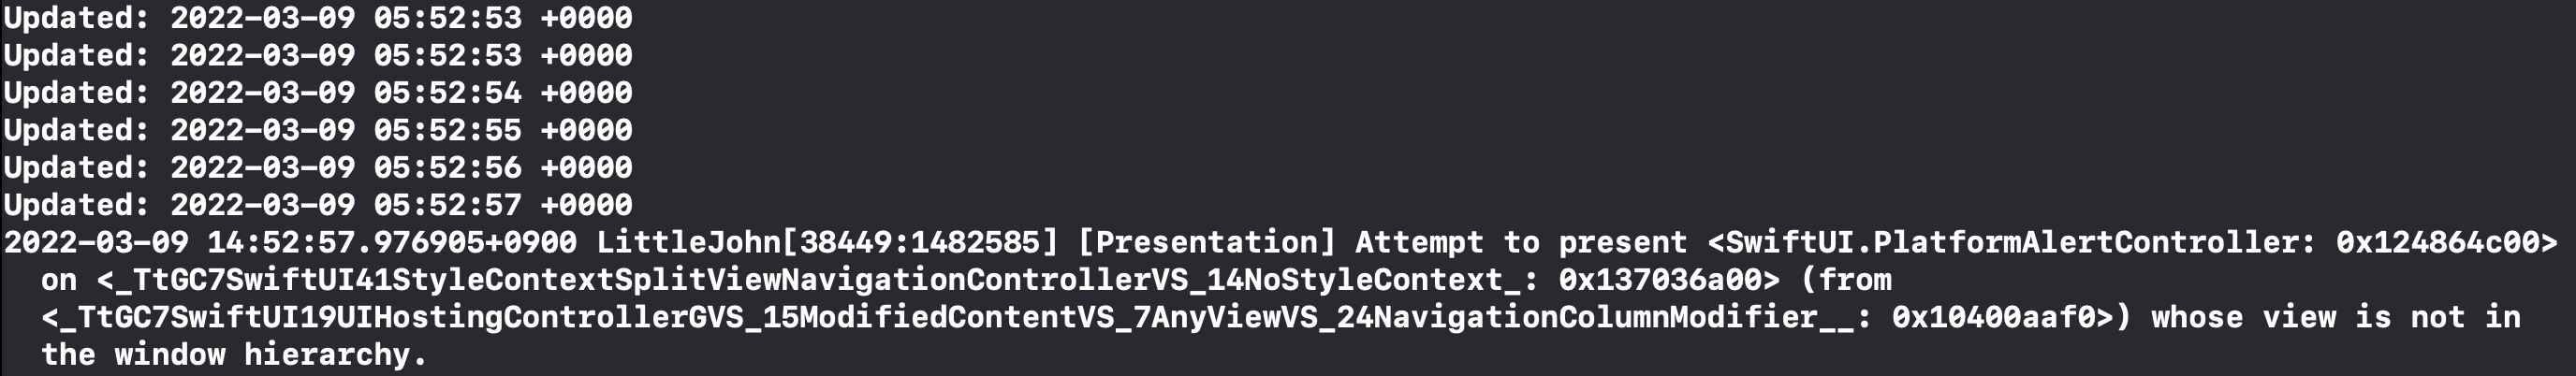 Updated: 2022-03-09 05:52:53 +0000
Updated: 2022-03-09 05:52:53 +0000
Updated: 2022-03-09 05:52:54 +0000
Updated: 2022-03-09 05:52:55 +0000
Updated: 2022-03-09 05:52:56 +0000
Updated: 2022-03-09 05:52:57 +0000
2022-03-09 14:52:57.976905+0900 LittleJohn[38449:1482585] [Presentation] Attempt to present <SwiftUI.PlatformAlertController: 0x124864c00>
on <_TtGC7SwiftUI41StyleContextSplitViewNavigationControllerVS_14NoStyleContext_: 0x137036a00> (from
<_TtGC7SwiftUI19UIHostingControllerGVS_15ModifiedContentVS_7AnyViewVS_24NavigationColumnModifier__: 0x10400aaf0>) whose view is not in
the window hierarchy.